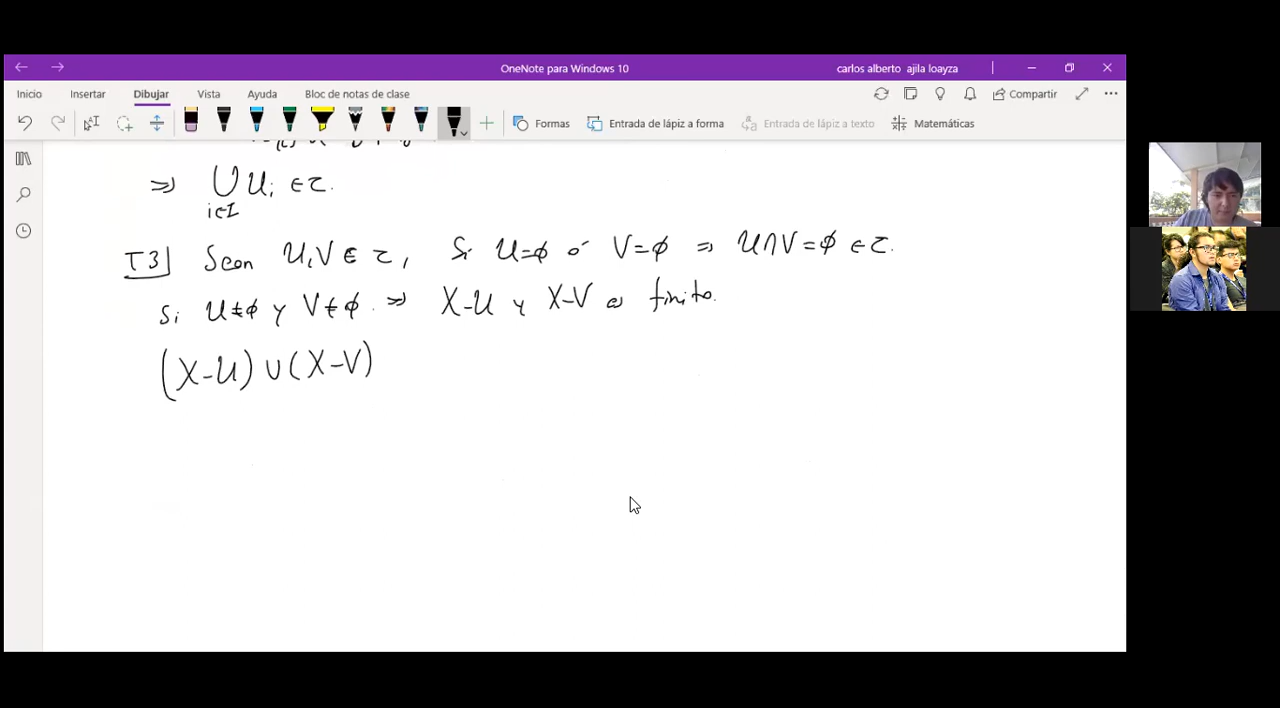 OneNote para Windows 10
carlos alberto ajila loayza
Inicio Insertar Dibujar Vista Ayuda Bloc de notas de clase
Compartir
Formas Entrada de lápiz a forma Entrada de lápiz a texto Matemáticas
=> ⋃ U_i ∈ τ.
i∈I
T3] Sean U, V ∈ τ, Si U=ϕ ó V=ϕ => U∩V=ϕ ∈ τ.
Si U≠ϕ y V≠ϕ. => X-U y X-V es finito.
(X-U) ∪ (X-V)